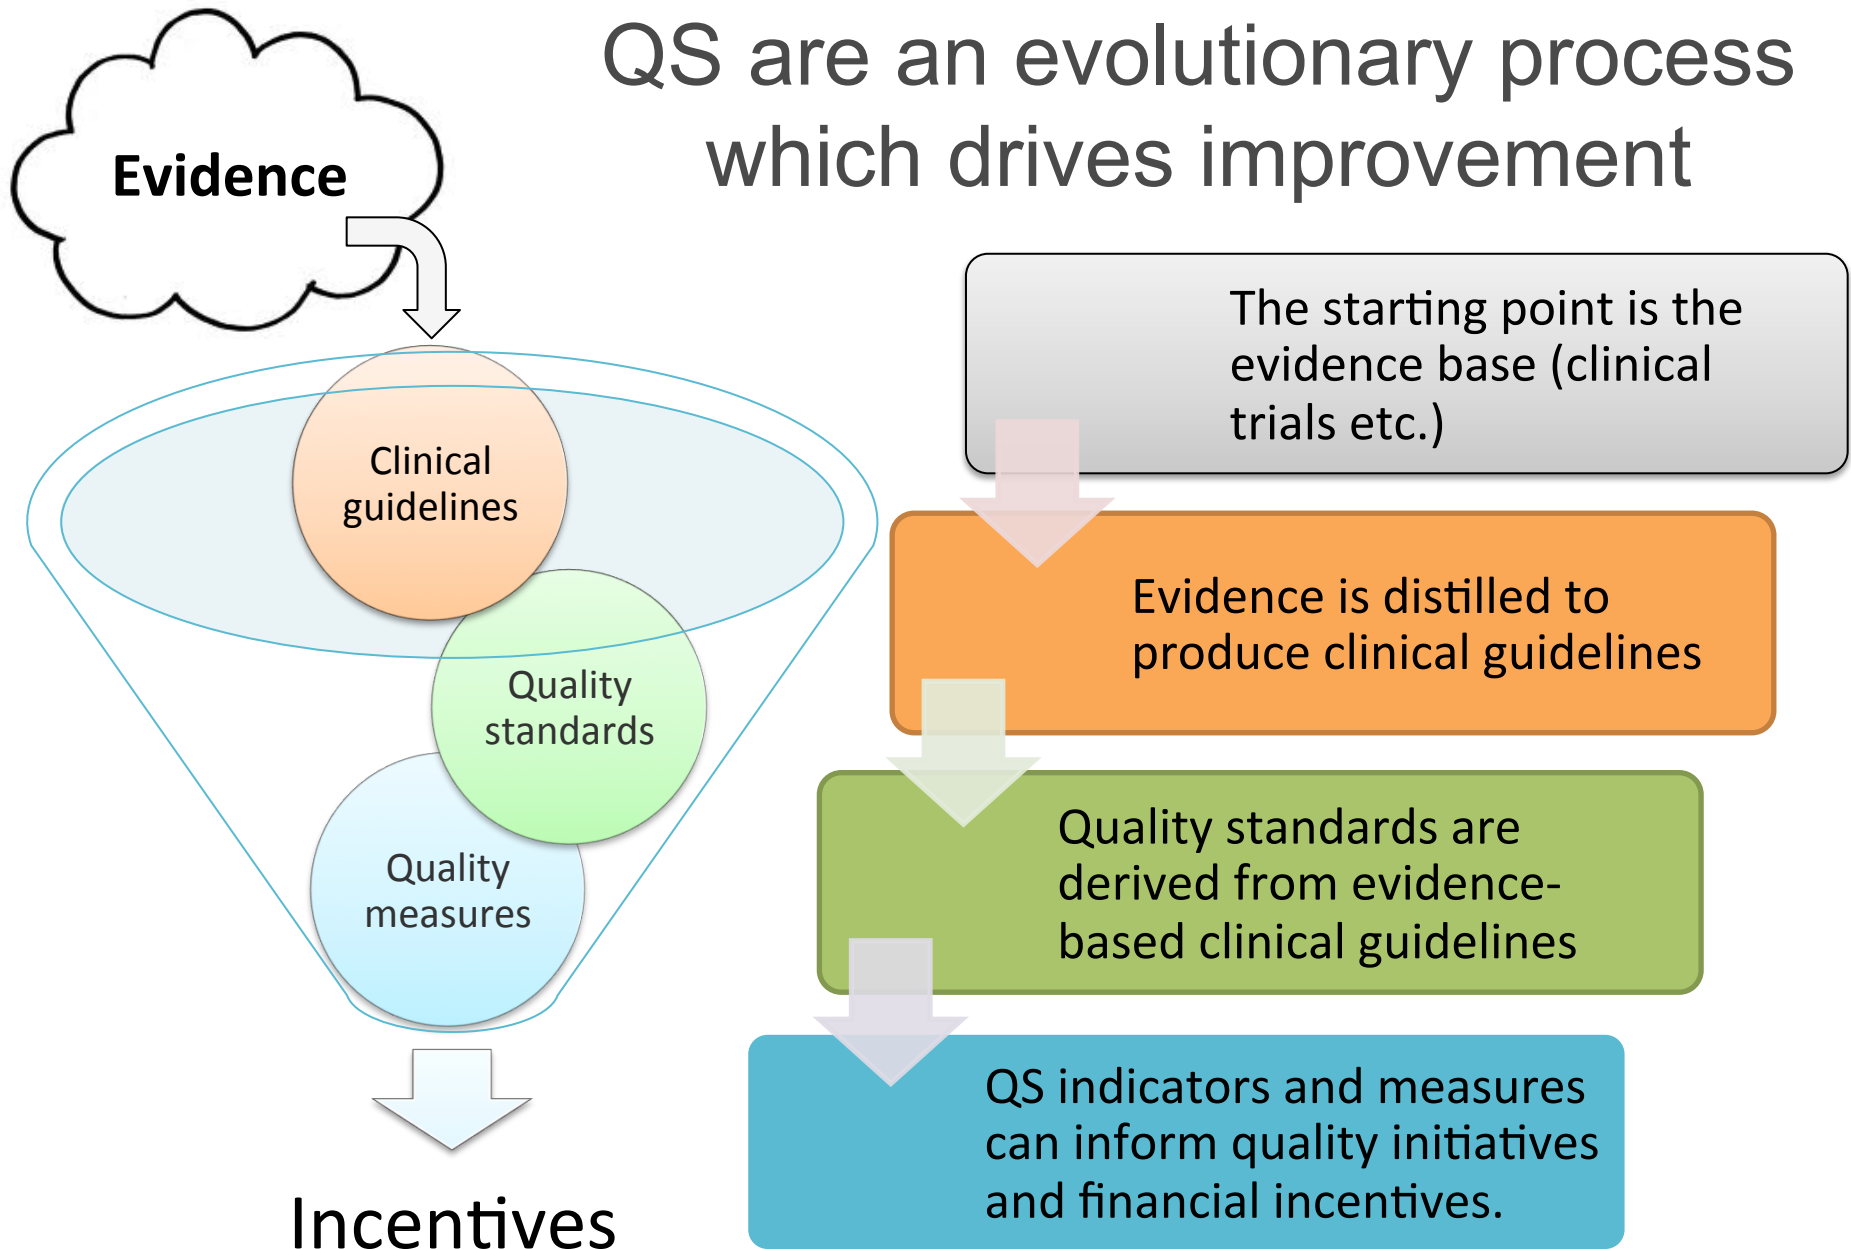 QS are an evolutionary process
which drives improvement
Evidence
Clinical
guidelines
Quality
standards
Quality
measures
Incentives
The starting point is the
evidence base (clinical
trials etc.)
Evidence is distilled to
produce clinical guidelines
Quality standards are
derived from evidence-
based clinical guidelines
QS indicators and measures
can inform quality initiatives
and financial incentives.